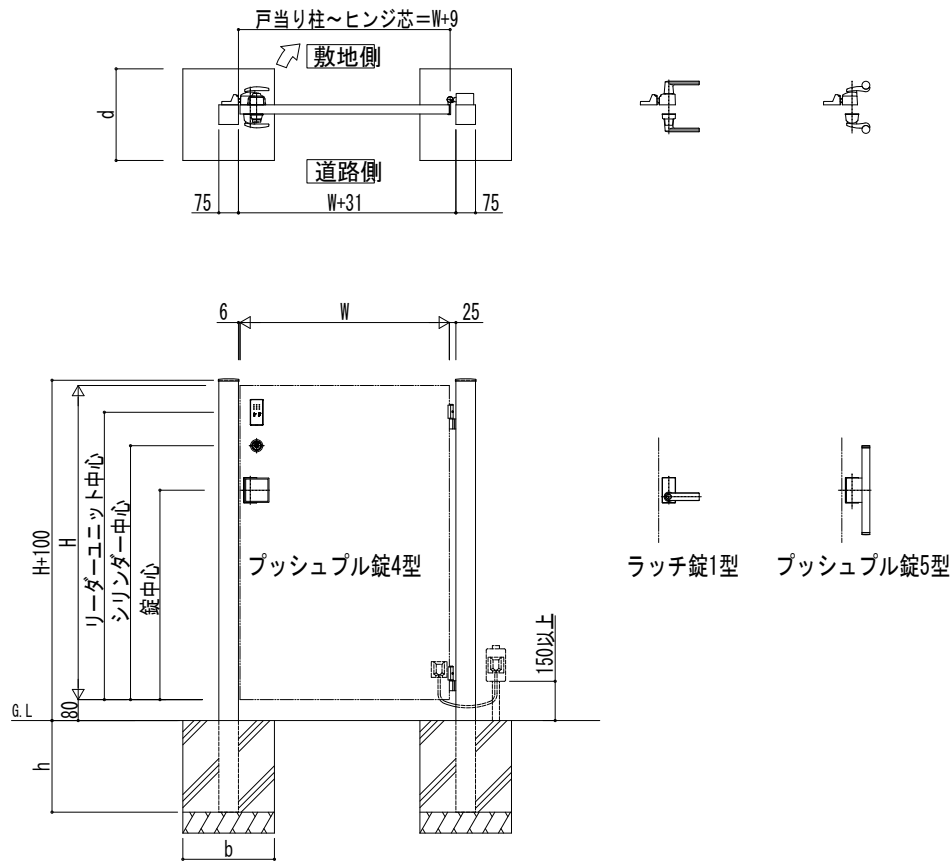 戸当り柱～ヒンジ芯＝W+9
敷地側
d
道路側
75
W+31
75
6
W
25
H+100
H
リーダーユニット中心
シリンダー中心
錠中心
プッシュプル錠4型
ラッチ錠1型
プッシュプル錠5型
150以上
G.L
80
h
b